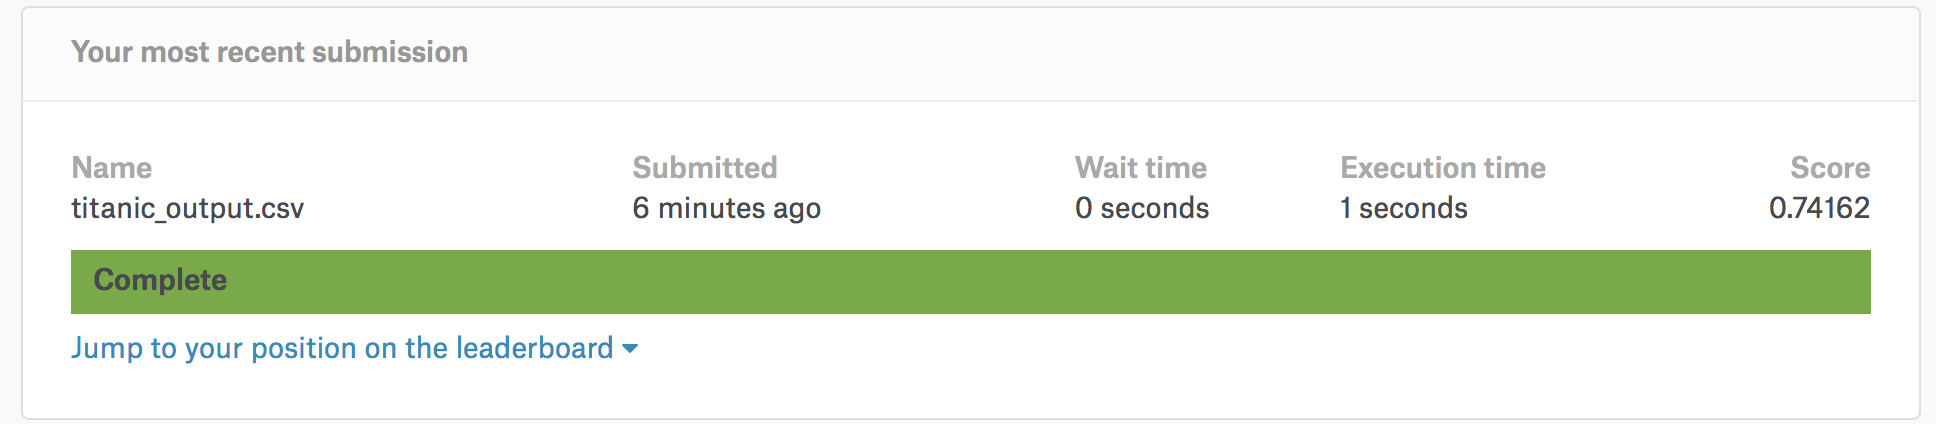 Your most recent submission
Name Submitted Wait time Execution time Score
titanic_output.csv 6 minutes ago 0 seconds 1 seconds 0.74162
Complete
Jump to your position on the leaderboard